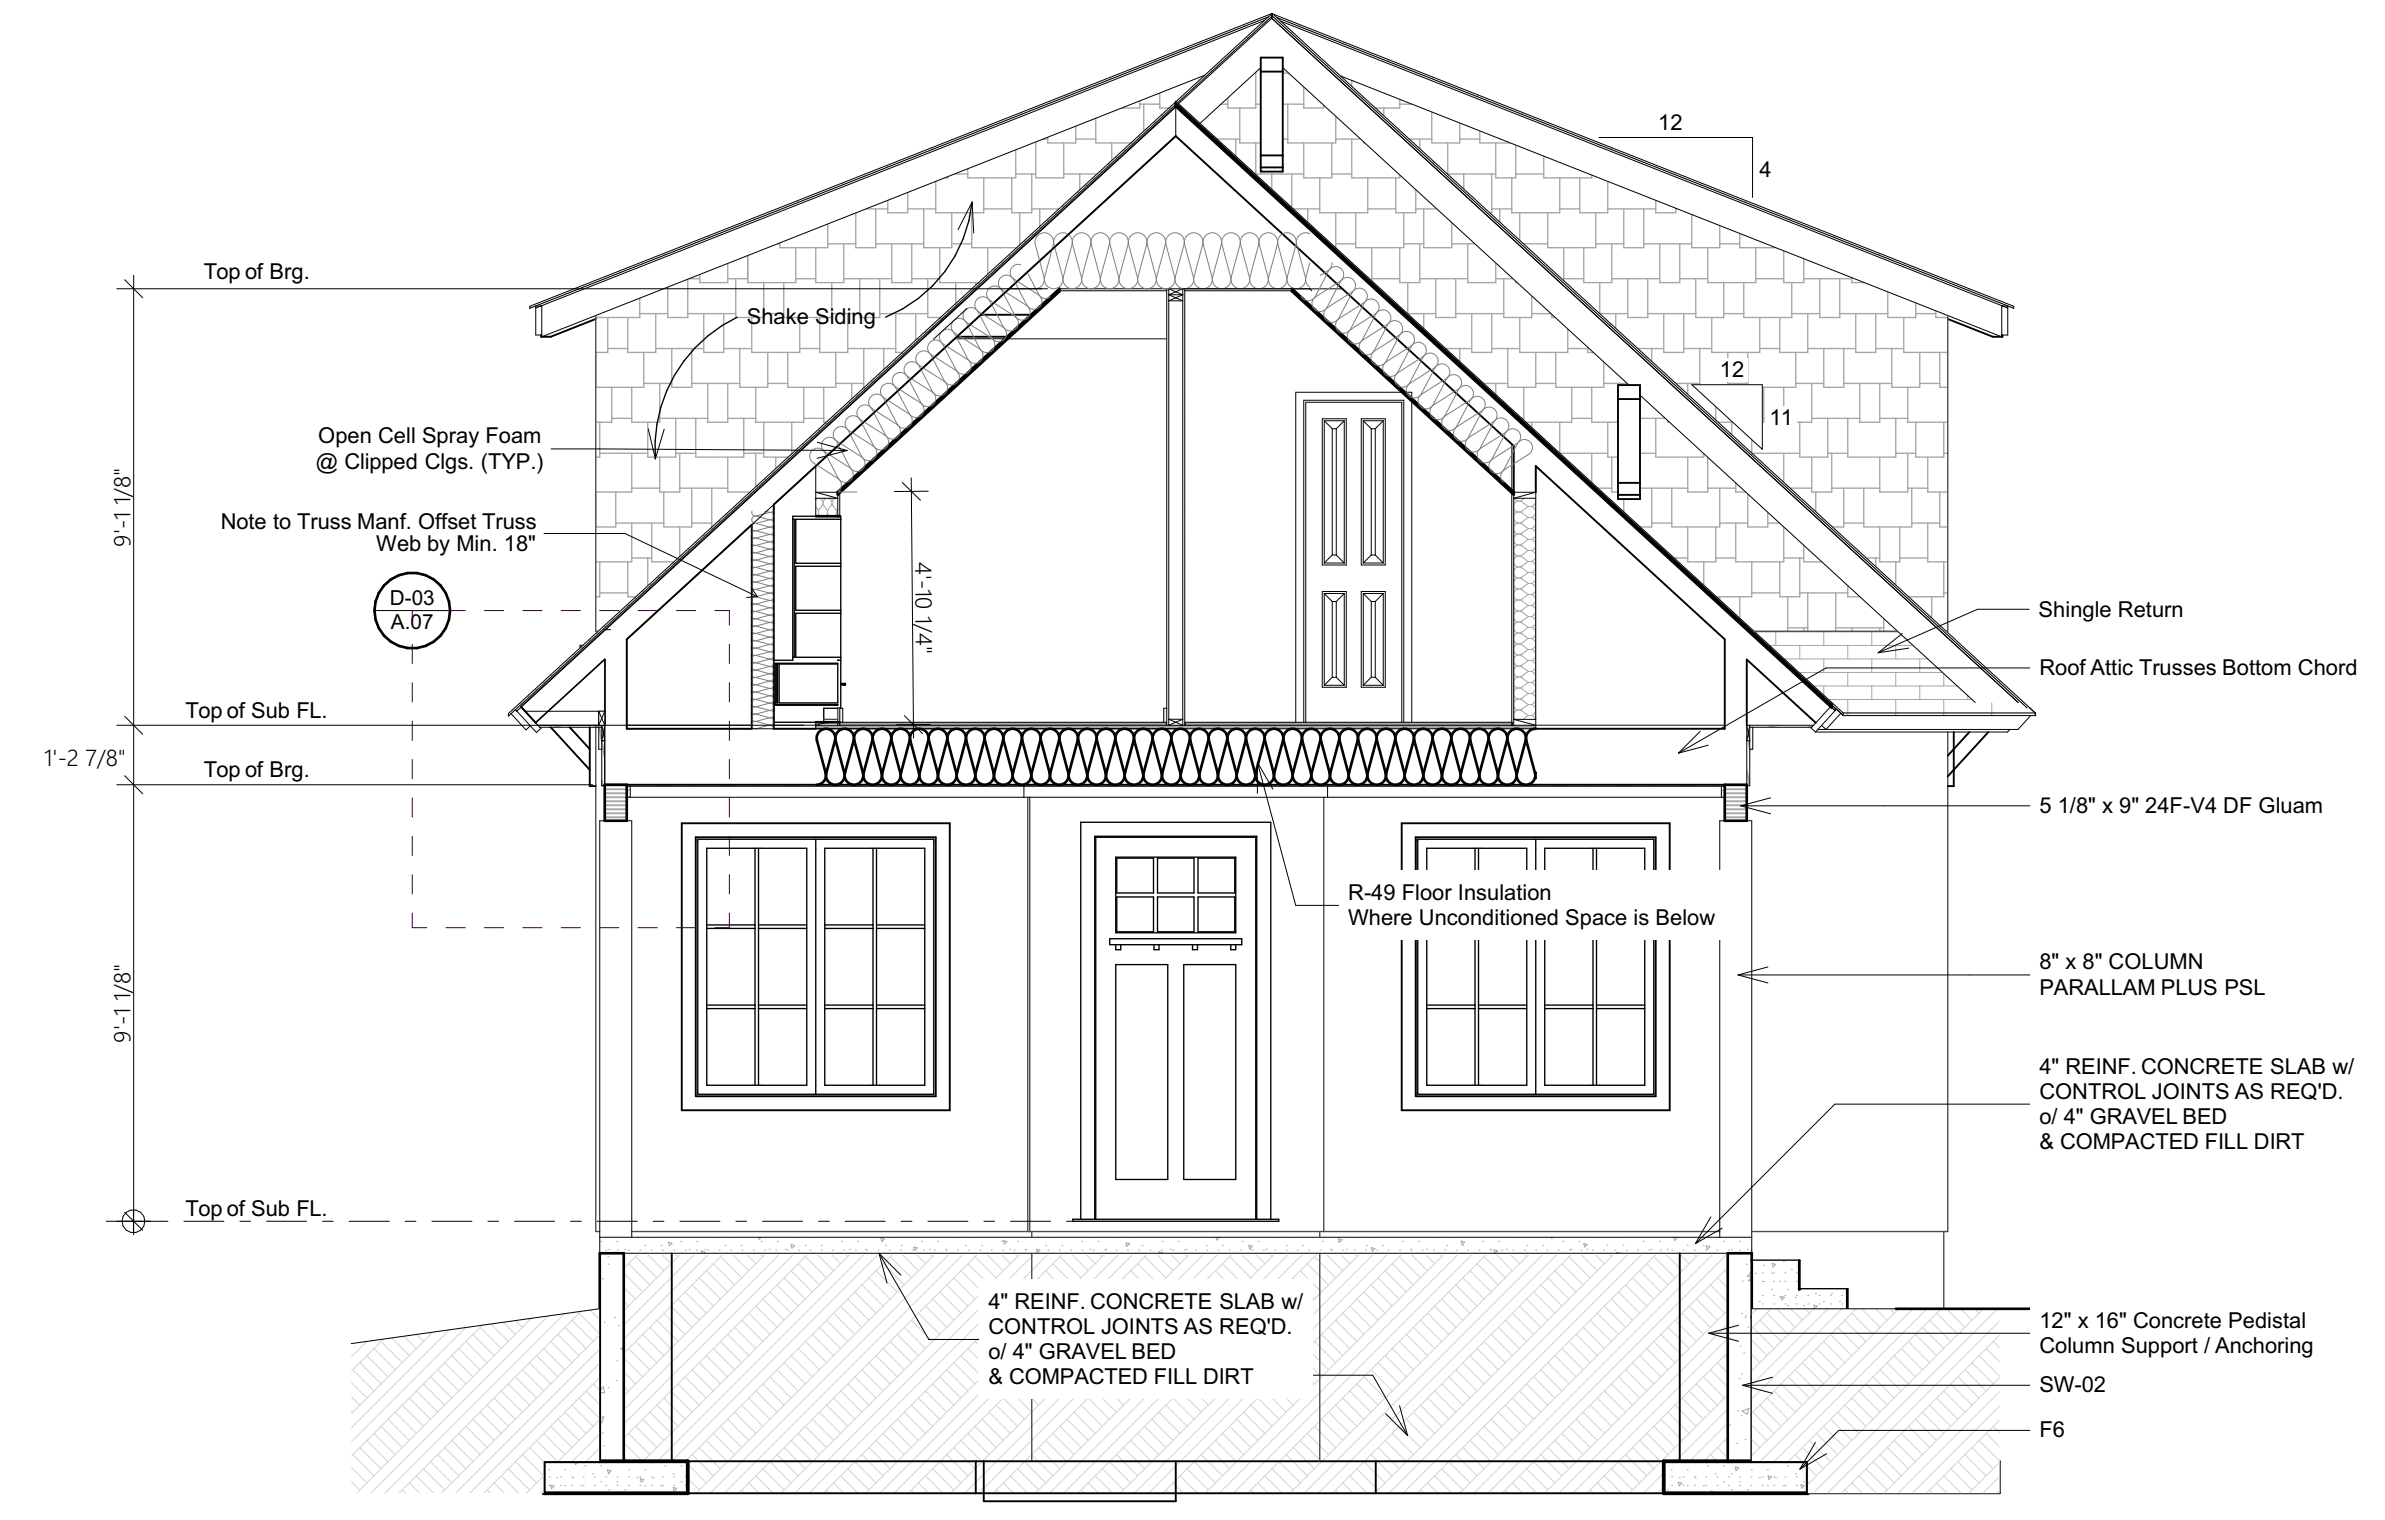 12
4
Top of Brg.
Shake Siding
12
11
Open Cell Spray Foam
@ Clipped Clgs. (TYP.)
9'-1 1/8"
Note to Truss Manf. Offset Truss
Web by Min. 18"
4'-10 1/4"
D-03
A.07
Shingle Return
Roof Attic Trusses Bottom Chord
Top of Sub FL.
1'-2 7/8"
Top of Brg.
5 1/8" x 9" 24F-V4 DF Gluam
R-49 Floor Insulation
Where Unconditioned Space is Below
8" x 8" COLUMN
PARALLAM PLUS PSL
9'-1 1/8"
4" REINF. CONCRETE SLAB w/
CONTROL JOINTS AS REQ'D.
o/ 4" GRAVEL BED
& COMPACTED FILL DIRT
Top of Sub FL.
4" REINF. CONCRETE SLAB w/
CONTROL JOINTS AS REQ'D.
o/ 4" GRAVEL BED
& COMPACTED FILL DIRT
12" x 16" Concrete Pedistal
Column Support / Anchoring
SW-02
F6